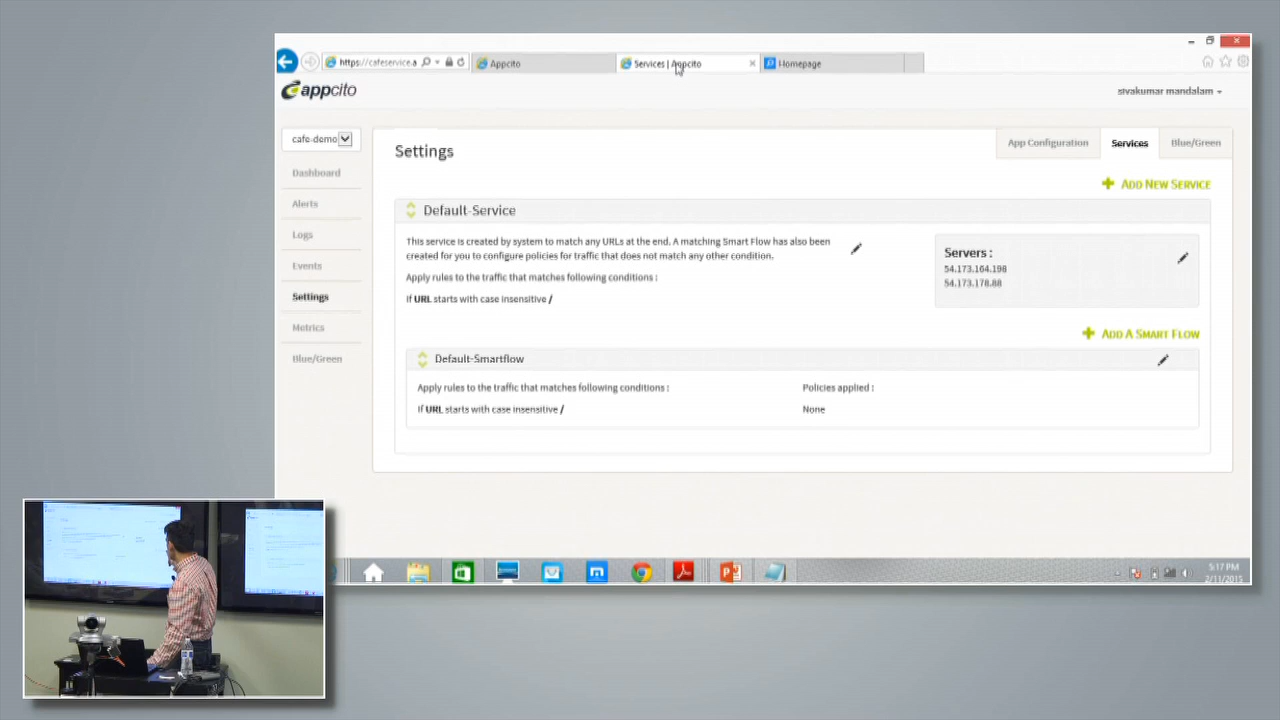 https://cafeservice.a
Appcito
Services | Appcito
Homepage
appcito
sivakumar mandalam
cafe-demo
Dashboard
Alerts
Logs
Events
Settings
Metrics
Blue/Green
Settings
App Configuration
Services
Blue/Green
ADD NEW SERVICE
Default-Service
This service is created by system to match any URLs at the end. A matching Smart Flow has also been
created for you to configure policies for traffic that does not match any other condition.
Apply rules to the traffic that matches following conditions :
If URL starts with case insensitive /
Servers :
54.173.164.198
54.173.178.88
ADD A SMART FLOW
Default-Smartflow
Apply rules to the traffic that matches following conditions :
If URL starts with case insensitive /
Policies applied :
None
5:17 PM
2/11/2015